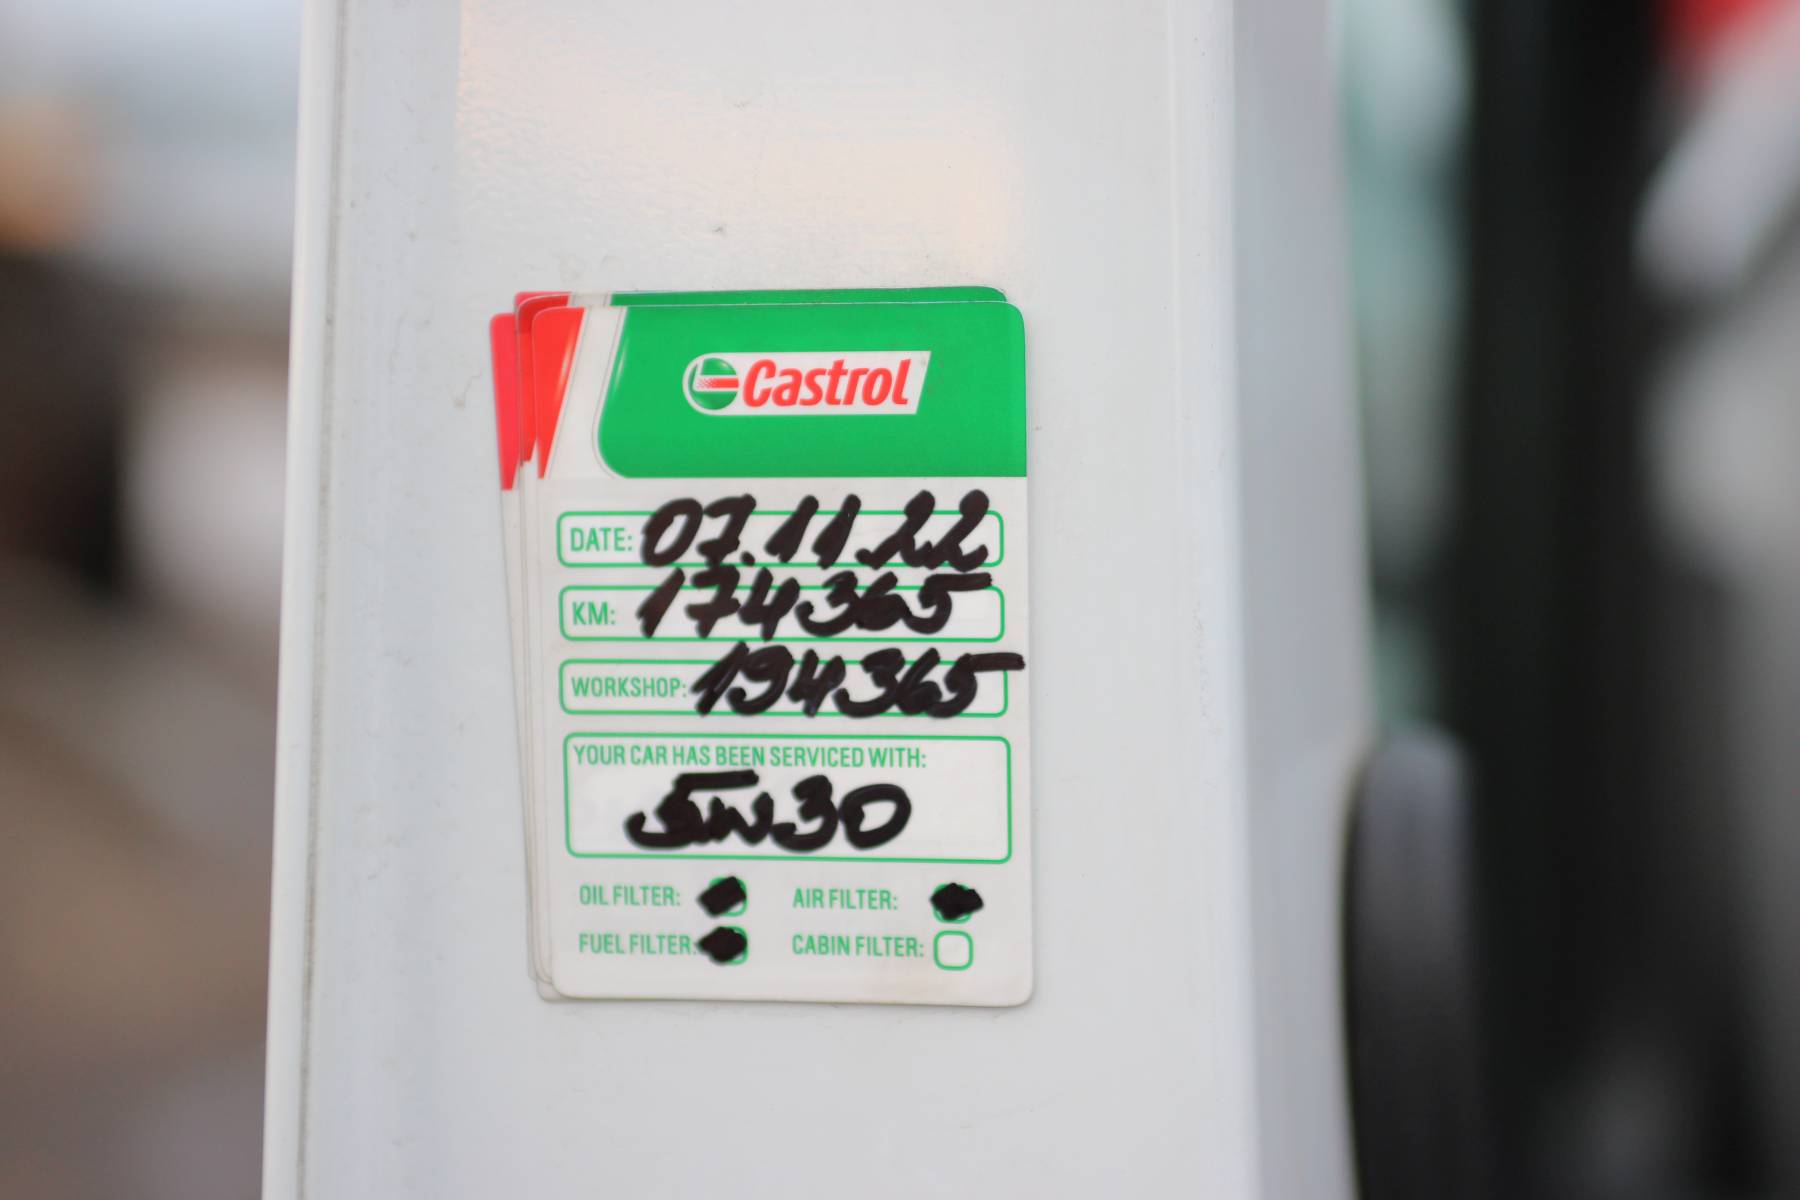 Castrol
DATE: 07.11.22
KM: 174365
WORKSHOP: 194365
YOUR CAR HAS BEEN SERVICED WITH:
5W30
OIL FILTER: AIR FILTER:
FUEL FILTER: CABIN FILTER: